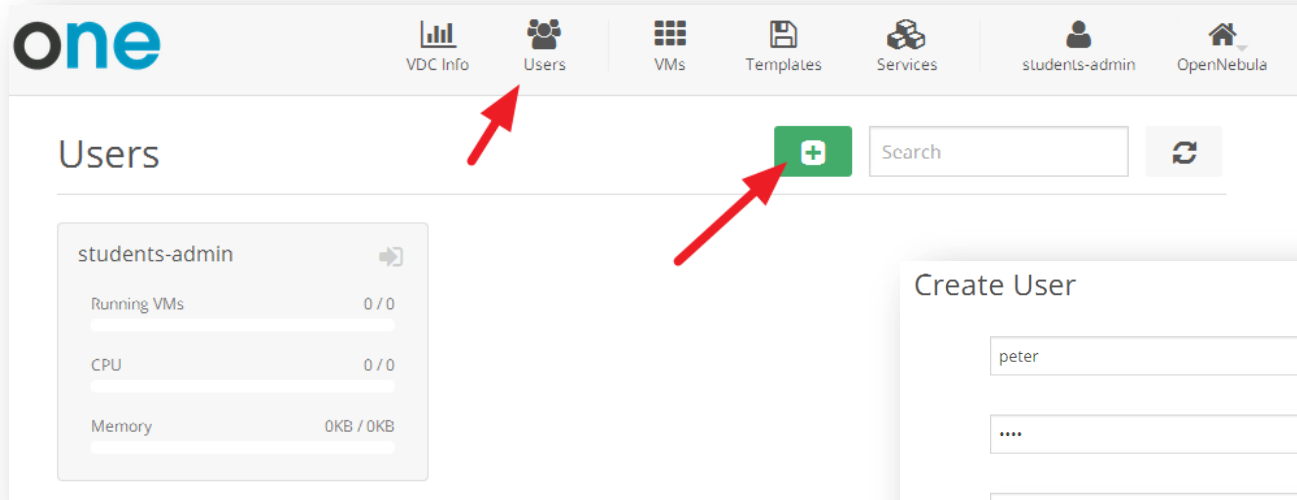 one
VDC Info
Users
VMs
Templates
Services
students-admin
OpenNebula
Users
Search
students-admin
Running VMs 0 / 0
CPU 0 / 0
Memory 0KB / 0KB
Create User
peter
••••